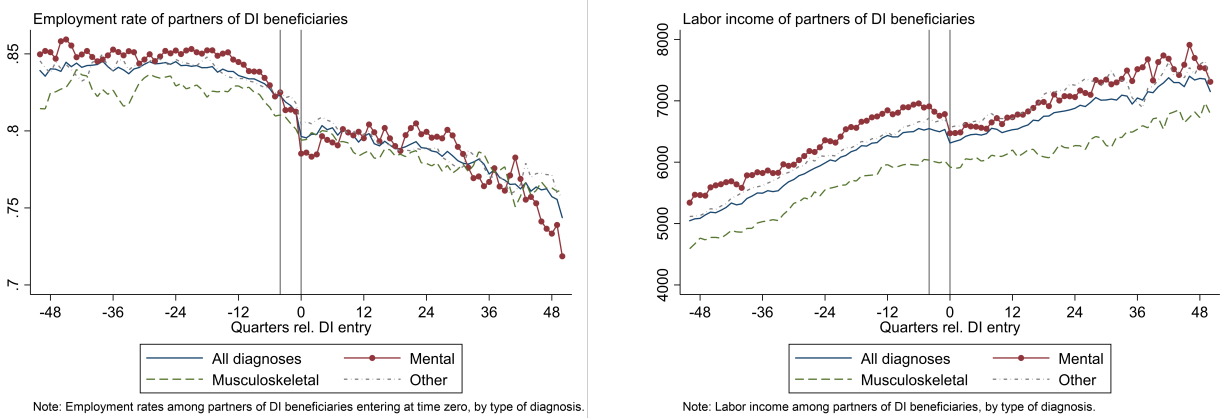 Employment rate of partners of DI beneficiaries
.85
.8
.75
.7
-48 -36 -24 -12 0 12 24 36 48
Quarters rel. DI entry
All diagnoses Mental
Musculoskeletal Other
Note: Employment rates among partners of DI beneficiaries entering at time zero, by type of diagnosis.
Labor income of partners of DI beneficiaries
8000
7000
6000
5000
4000
-48 -36 -24 -12 0 12 24 36 48
Quarters rel. DI entry
All diagnoses Mental
Musculoskeletal Other
Note: Labor income among partners of DI beneficiaries, by type of diagnosis.